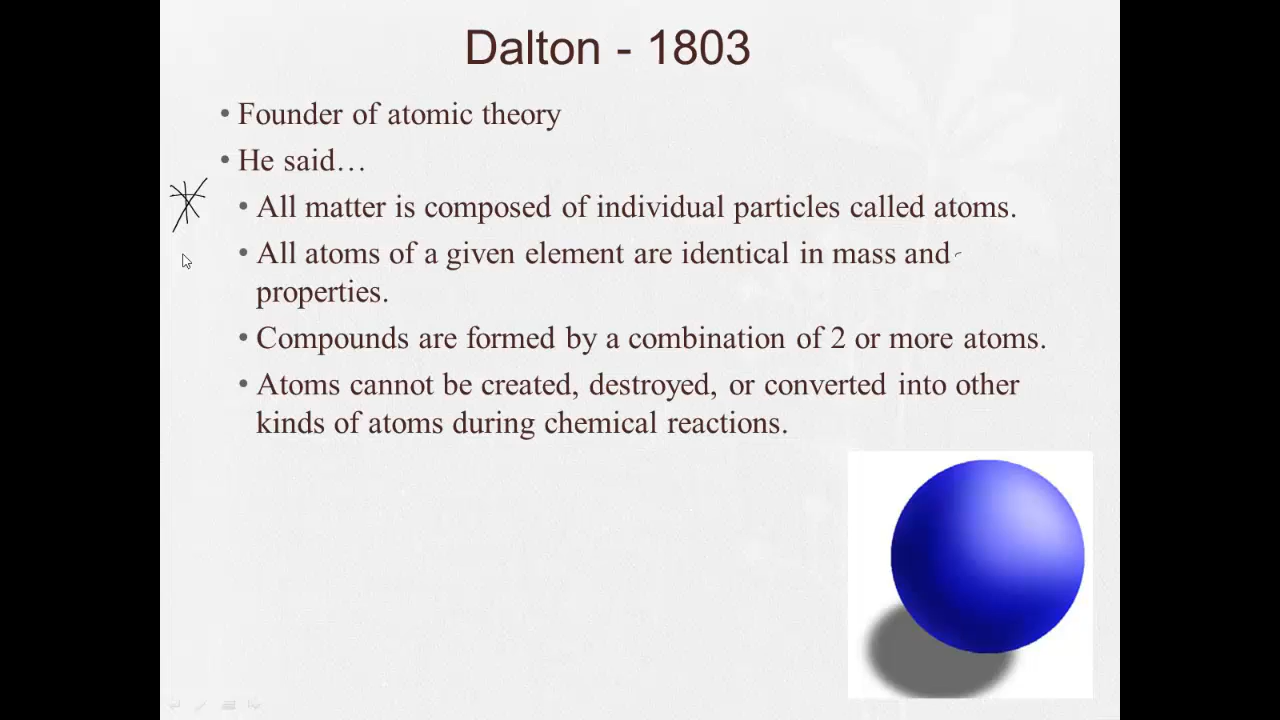 Dalton - 1803
• Founder of atomic theory
• He said…
• All matter is composed of individual particles called atoms.
• All atoms of a given element are identical in mass and
properties.
• Compounds are formed by a combination of 2 or more atoms.
• Atoms cannot be created, destroyed, or converted into other
kinds of atoms during chemical reactions.